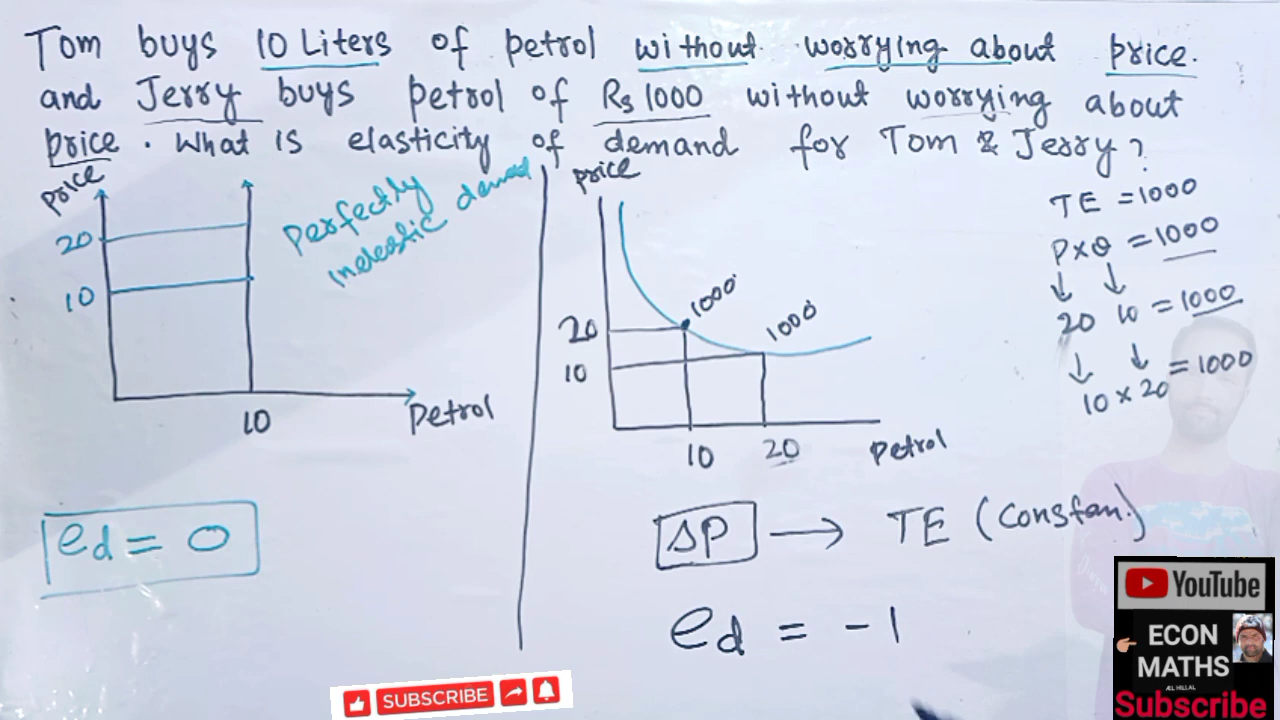 Tom buys 10 Liters of petrol without worrying about price.
and Jerry buys petrol of Rs 1000 without worrying about
price. What is elasticity of demand for Tom & Jerry?
price
20
10
10
Petrol
Perfectly
inelastic demand
price
20
10
1000
1000
10
20
Petrol
TE = 1000
P×Q = 1000
20 10 = 1000
10 × 20 = 1000
ed = 0
ΔP → TE (Constan.)
ed = -1
SUBSCRIBE
YouTube
ECON
MATHS
Subscribe